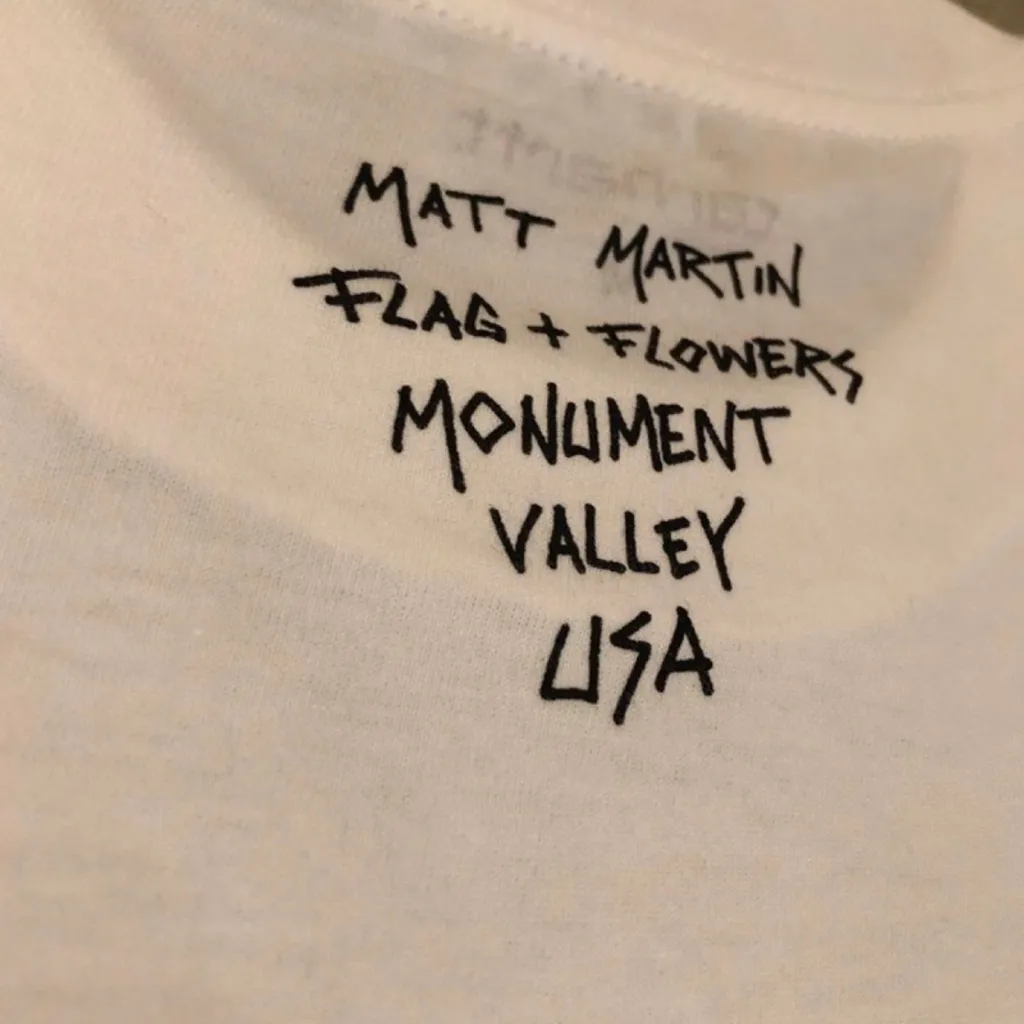 MATT MARTIN
FLAG + FLOWERS
MONUMENT
VALLEY
USA